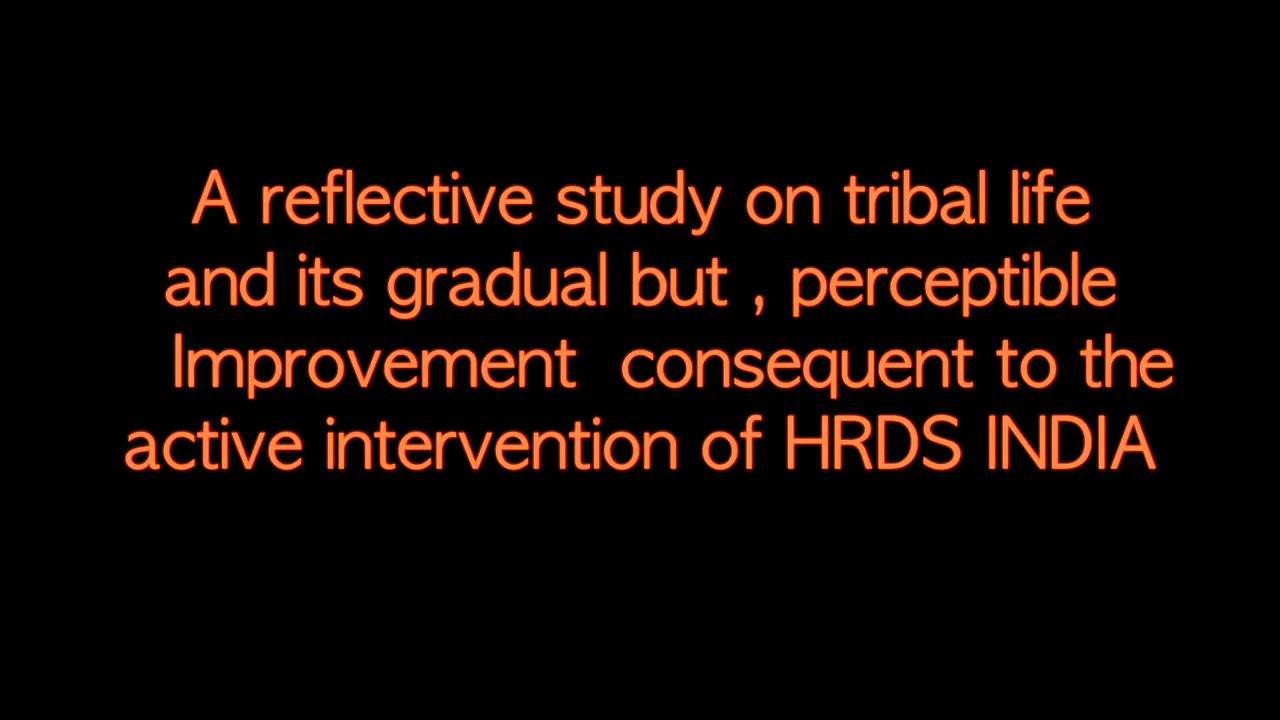 A reflective study on tribal life
and its gradual but , perceptible
Improvement consequent to the
active intervention of HRDS INDIA